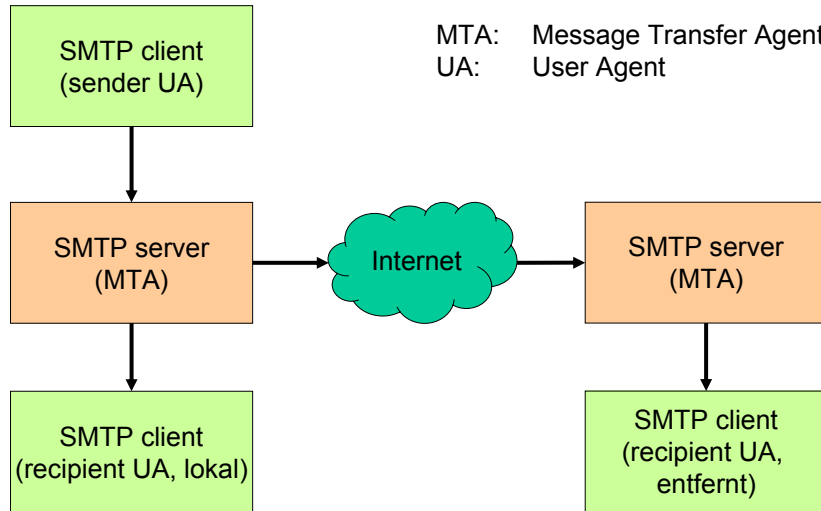 SMTP client
(sender UA)
MTA: Message Transfer Agent
UA: User Agent
SMTP server
(MTA)
Internet
SMTP server
(MTA)
SMTP client
(recipient UA, lokal)
SMTP client
(recipient UA,
entfernt)